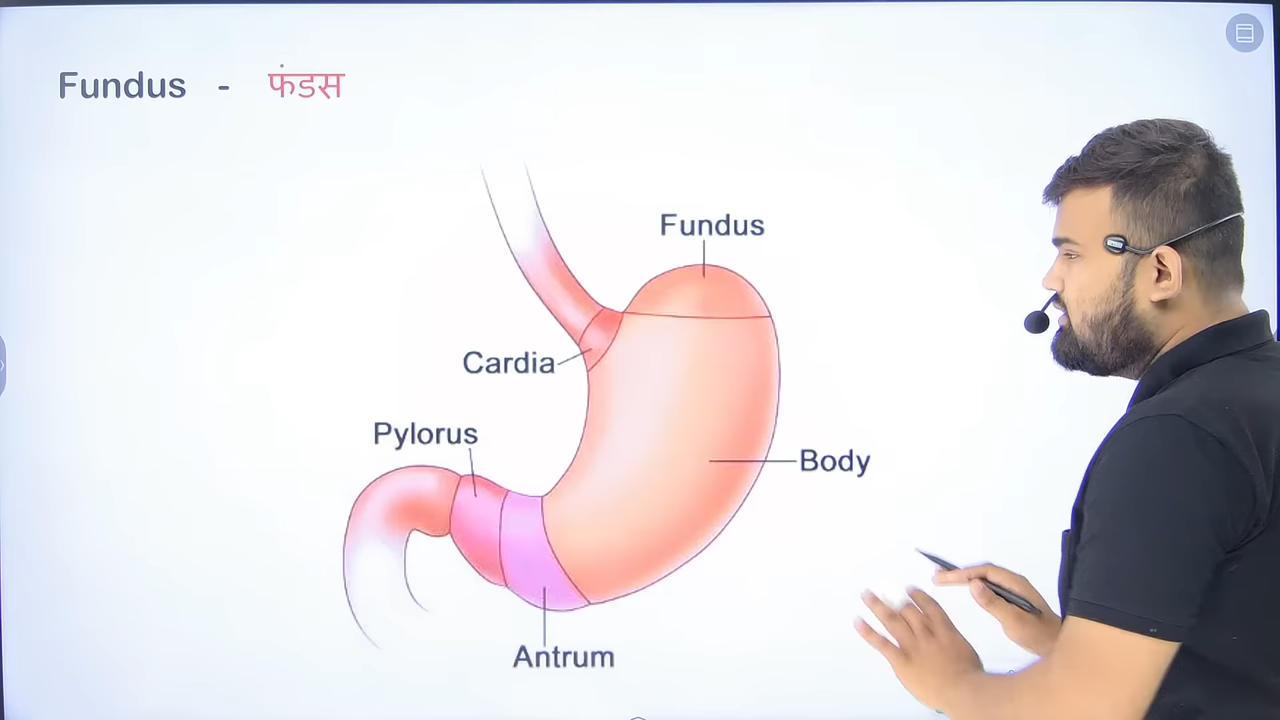 Fundus - फंडस
Fundus
Cardia
Pylorus
Body
Antrum